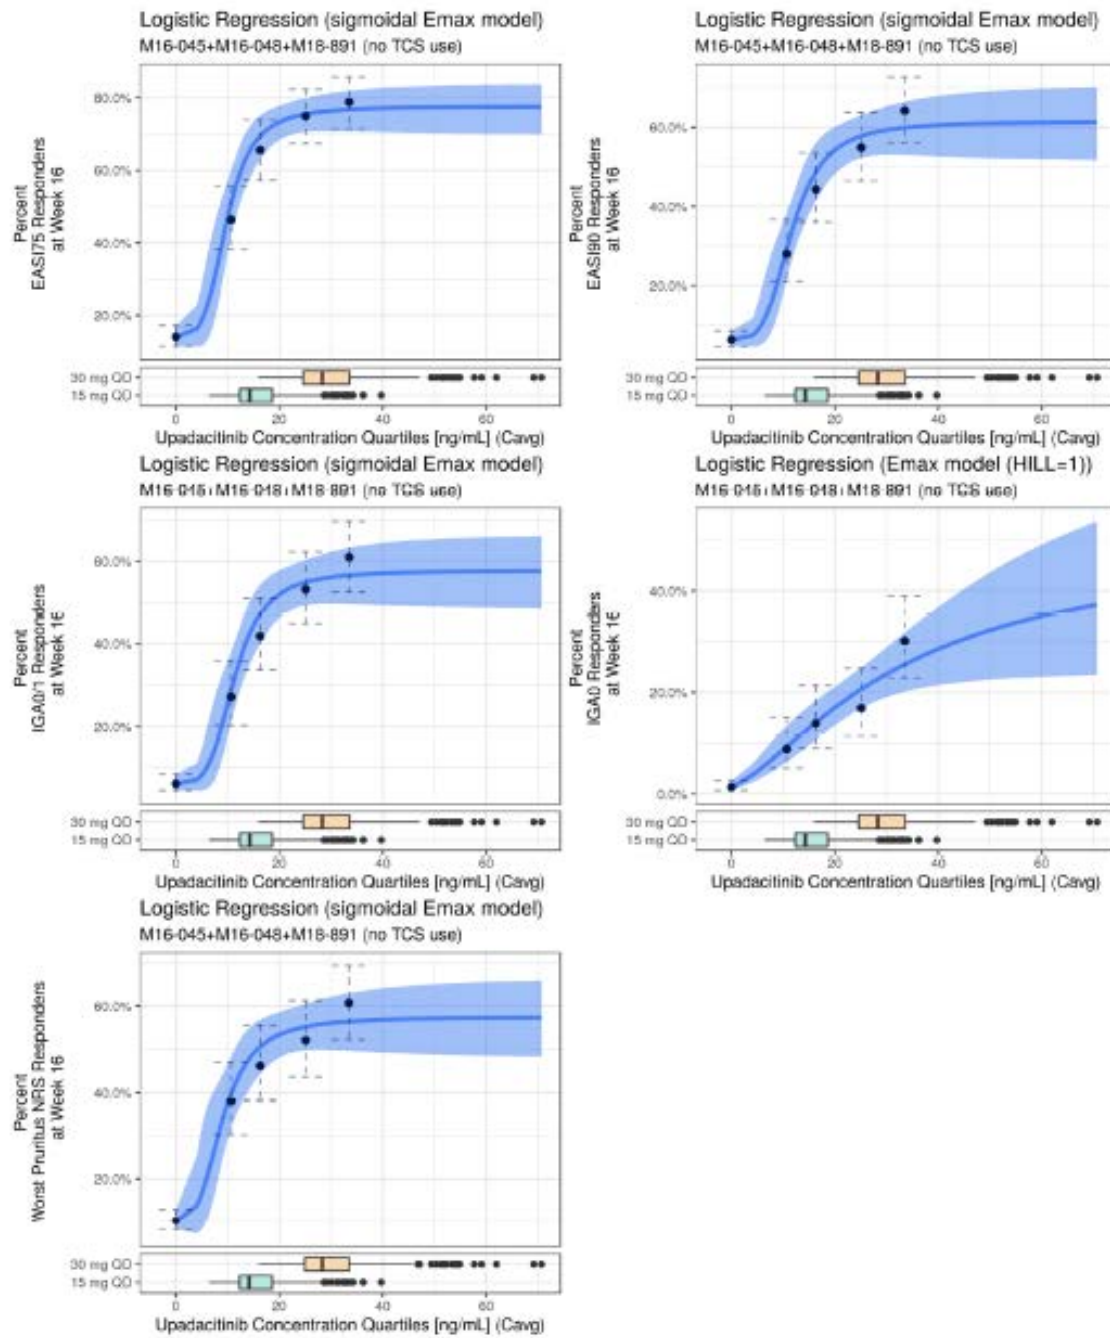 Logistic Regression (sigmoidal Emax model)
M16-045+M16-048+M18-891 (no TCS use)
Percent
EASI75 Responders
at Week 16
80.0%
60.0%
40.0%
20.0%
30 mg QD
15 mg QD
0
20
40
60
Upadacitinib Concentration Quartiles [ng/mL] (Cavg)
Logistic Regression (sigmoidal Emax model)
M16-045+M16-048+M18-891 (no TCS use)
Percent
EASI90 Responders
at Week 16
60.0%
40.0%
20.0%
30 mg QD
15 mg QD
0
20
40
60
Upadacitinib Concentration Quartiles [ng/mL] (Cavg)
Logistic Regression (sigmoidal Emax model)
M16-045+M16-048+M18-891 (no TCS use)
Percent
IGA0/1 Responders
at Week 16
60.0%
40.0%
20.0%
30 mg QD
15 mg QD
0
20
40
60
Upadacitinib Concentration Quartiles [ng/mL] (Cavg)
Logistic Regression (Emax model (HILL=1))
M16-045+M16-048+M18-891 (no TCS use)
Percent
IGA0 Responders
at Week 16
40.0%
20.0%
0.0%
30 mg QD
15 mg QD
0
20
40
60
Upadacitinib Concentration Quartiles [ng/mL] (Cavg)
Logistic Regression (sigmoidal Emax model)
M16-045+M16-048+M18-891 (no TCS use)
Percent
Worst Pruritus NRS Responders
at Week 16
60.0%
40.0%
20.0%
30 mg QD
15 mg QD
0
20
40
60
Upadacitinib Concentration Quartiles [ng/mL] (Cavg)